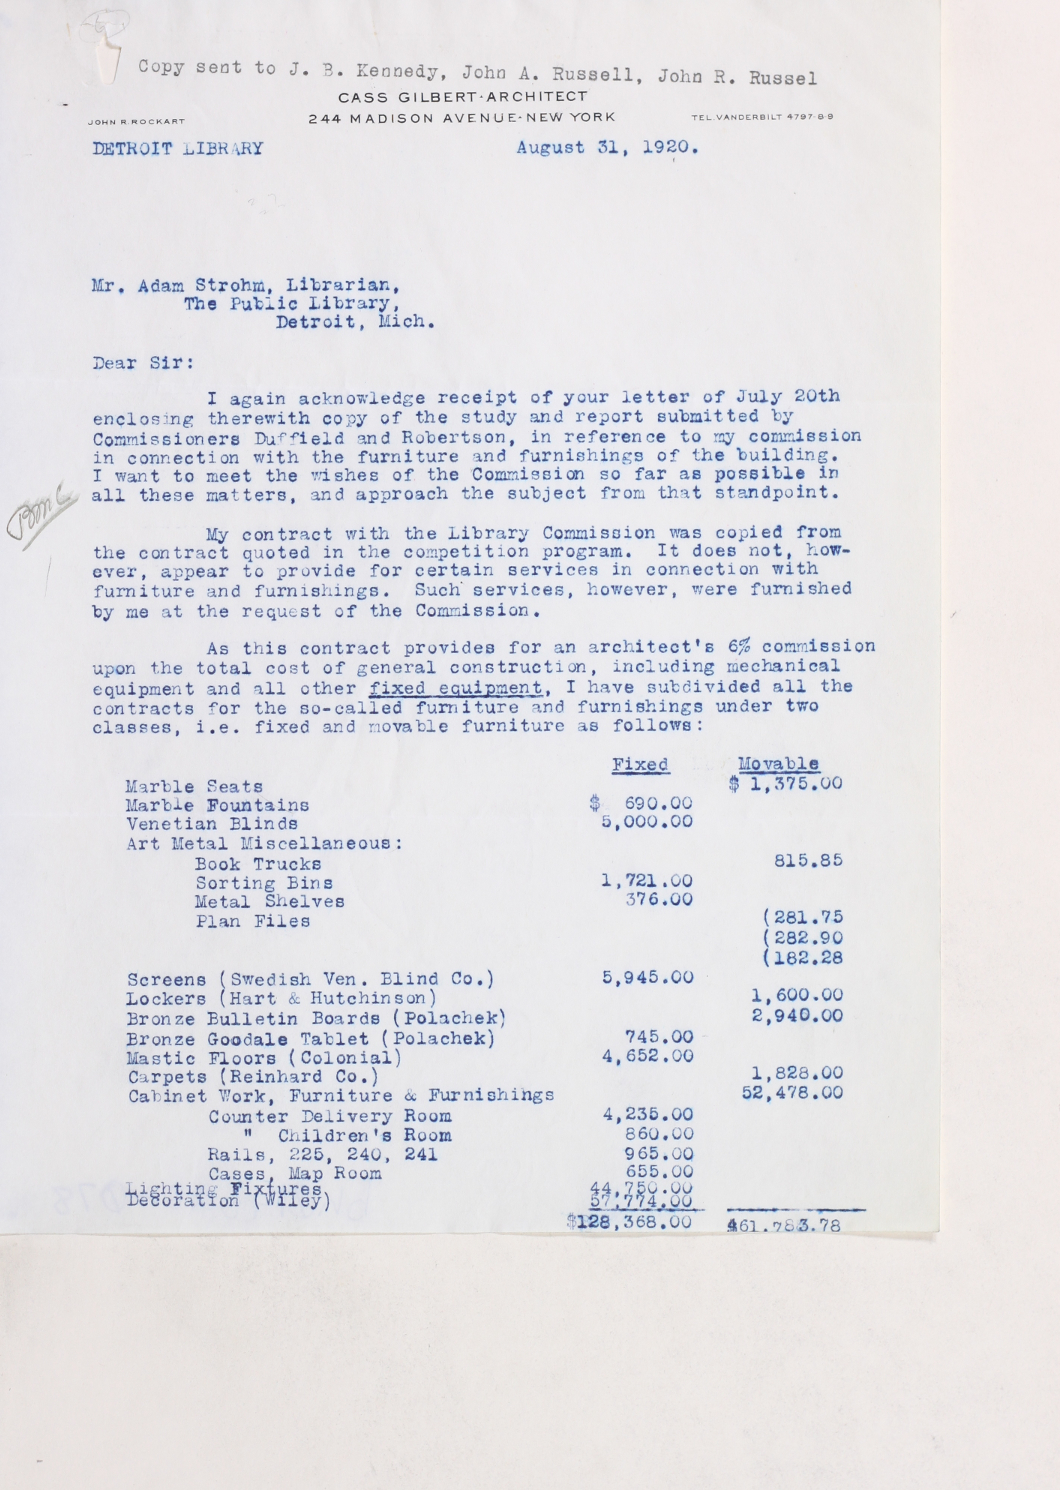 Copy sent to J. B. Kennedy, John A. Russell, John R. Russel
CASS GILBERT·ARCHITECT
JOHN R. ROCKART 244 MADISON AVENUE·NEW YORK TEL. VANDERBILT 4797-8-9
DETROIT LIBRARY August 31, 1920.
Mr. Adam Strohm, Librarian,
The Public Library,
Detroit, Mich.
Dear Sir:
I again acknowledge receipt of your letter of July 20th
enclosing therewith copy of the study and report submitted by
Commissioners Duffield and Robertson, in reference to my commission
in connection with the furniture and furnishings of the building.
I want to meet the wishes of the Commission so far as possible in
all these matters, and approach the subject from that standpoint.
My contract with the Library Commission was copied from
the contract quoted in the competition program. It does not, how-
ever, appear to provide for certain services in connection with
furniture and furnishings. Such services, however, were furnished
by me at the request of the Commission.
As this contract provides for an architect's 6% commission
upon the total cost of general construction, including mechanical
equipment and all other fixed equipment, I have subdivided all the
contracts for the so-called furniture and furnishings under two
classes, i.e. fixed and movable furniture as follows:
Fixed Movable
Marble Seats $ 1,375.00
Marble Fountains $ 690.00
Venetian Blinds 5,000.00
Art Metal Miscellaneous:
Book Trucks 815.85
Sorting Bins 1,721.00
Metal Shelves 376.00
Plan Files (281.75
(282.90
(182.28
Screens (Swedish Ven. Blind Co.) 5,945.00
Lockers (Hart & Hutchinson) 1,600.00
Bronze Bulletin Boards (Polachek) 2,940.00
Bronze Goodale Tablet (Polachek) 745.00
Mastic Floors (Colonial) 4,652.00
Carpets (Reinhard Co.) 1,828.00
Cabinet Work, Furniture & Furnishings 52,478.00
Counter Delivery Room 4,235.00
" Children's Room 860.00
Rails, 225, 240, 241 965.00
Cases, Map Room 655.00
Lighting Fixtures 44,750.00
Decoration (Wiley) 57,774.00
$128,368.00 $61,783.78